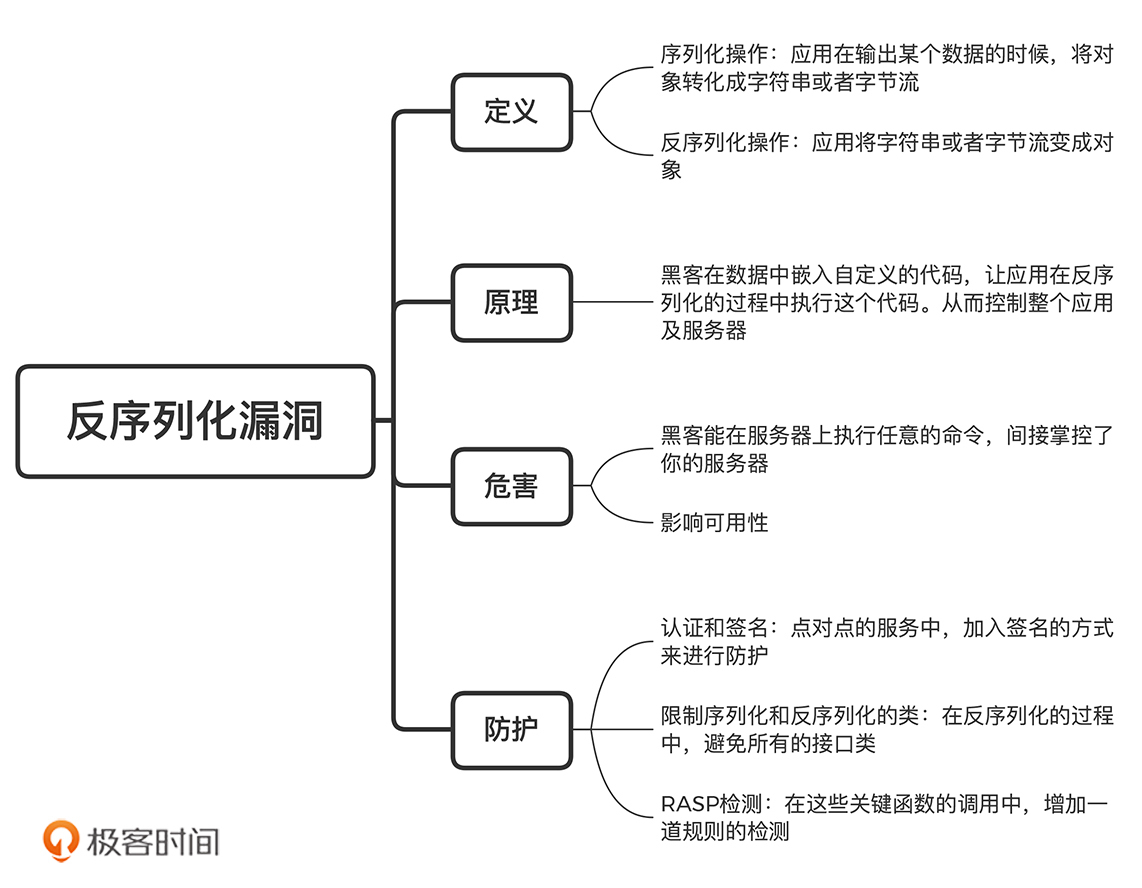 反序列化漏洞
定义
序列化操作：应用在输出某个数据的时候，将对
象转化成字符串或者字节流
反序列化操作：应用将字符串或者字节流变成对
象
原理
黑客在数据中嵌入自定义的代码，让应用在反序
列化的过程中执行这个代码。从而控制整个应用
及服务器
危害
黑客能在服务器上执行任意的命令，间接掌控了
你的服务器
影响可用性
防护
认证和签名：点对点的服务中，加入签名的方式
来进行防护
限制序列化和反序列化的类：在反序列化的过程
中，避免所有的接口类
RASP检测：在这些关键函数的调用中，增加一
道规则的检测
极客时间